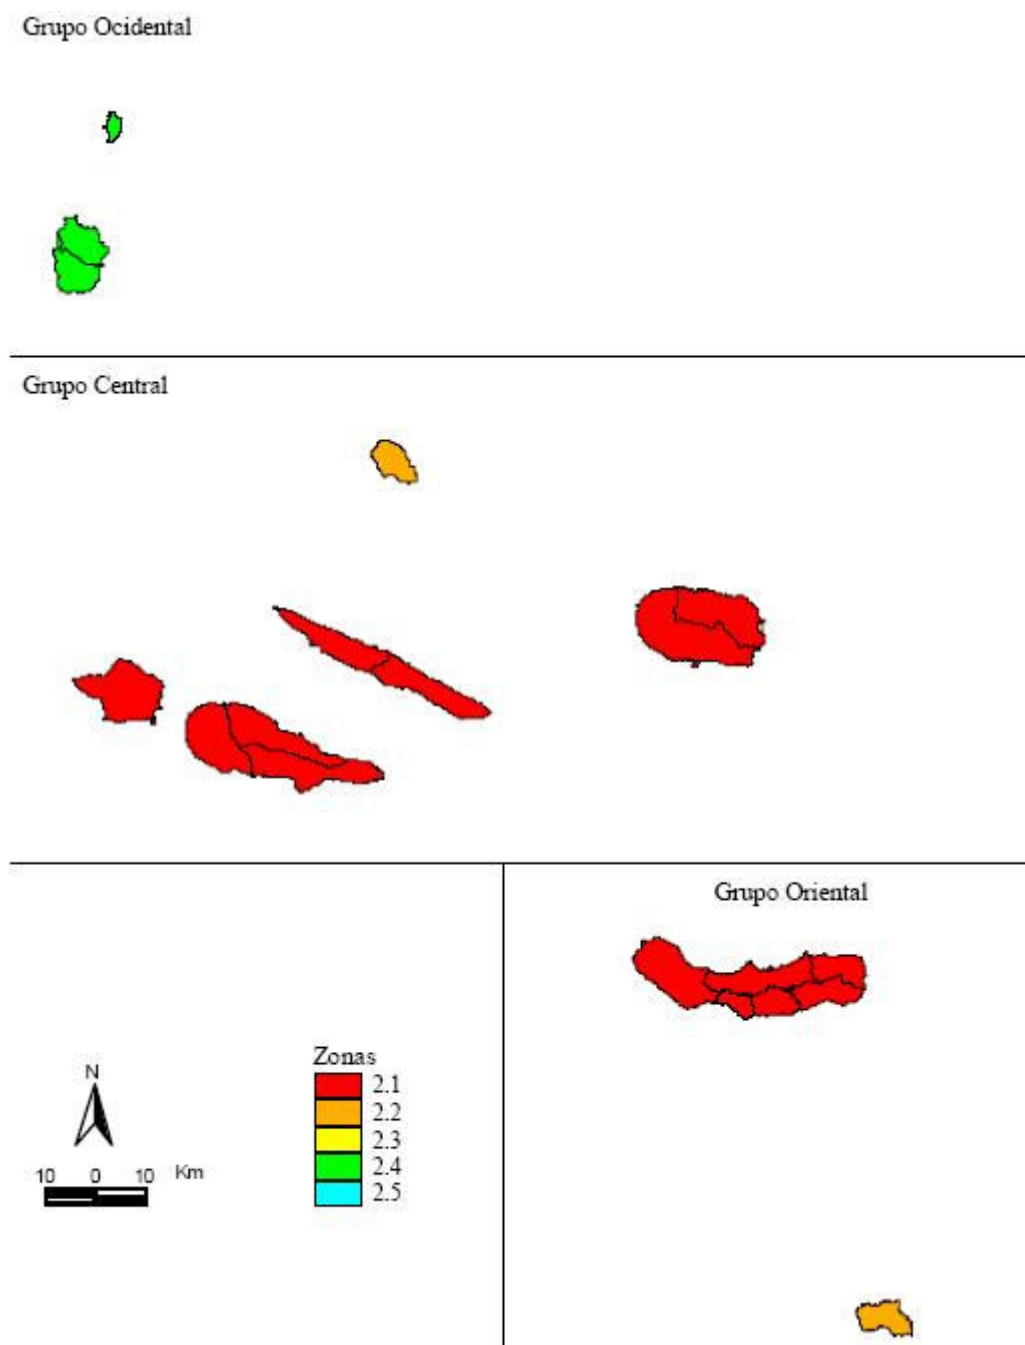 Grupo Ocidental
Grupo Central
Grupo Oriental
Zonas
2.1
2.2
2.3
2.4
2.5
N
10 0 10 Km